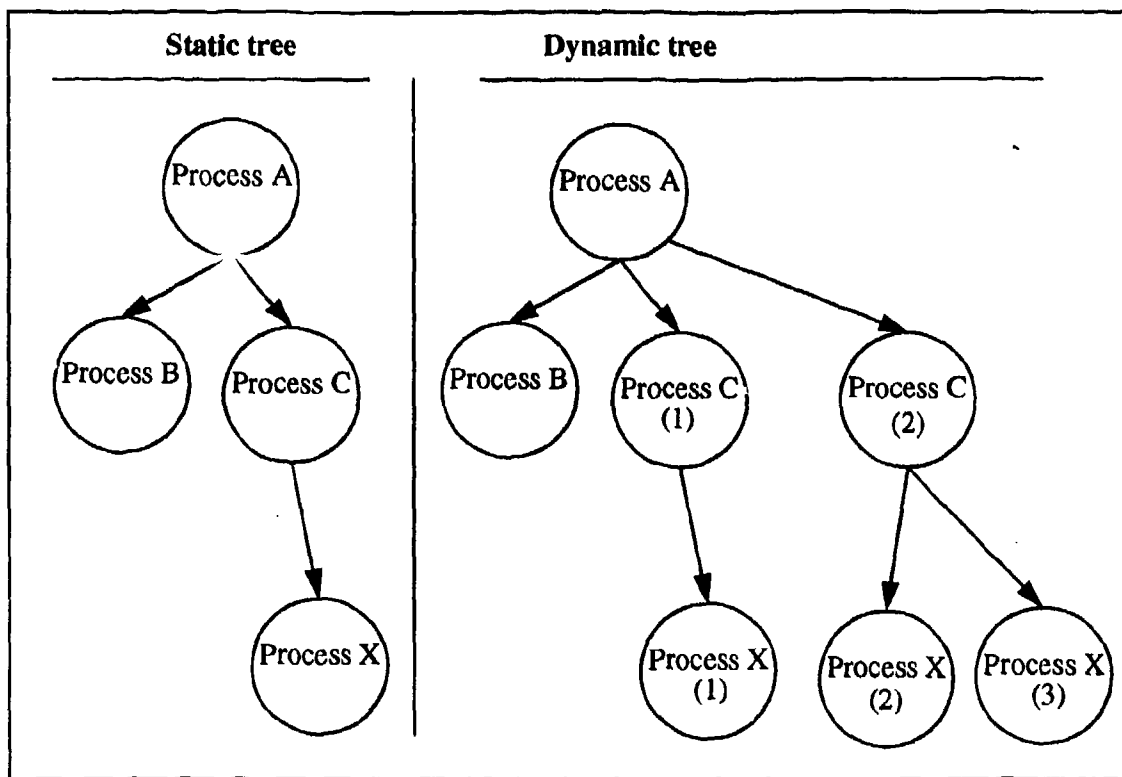 Static tree
Dynamic tree
Process A
Process B
Process C
Process X
Process A
Process B
Process C
(1)
Process C
(2)
Process X
(1)
Process X
(2)
Process X
(3)